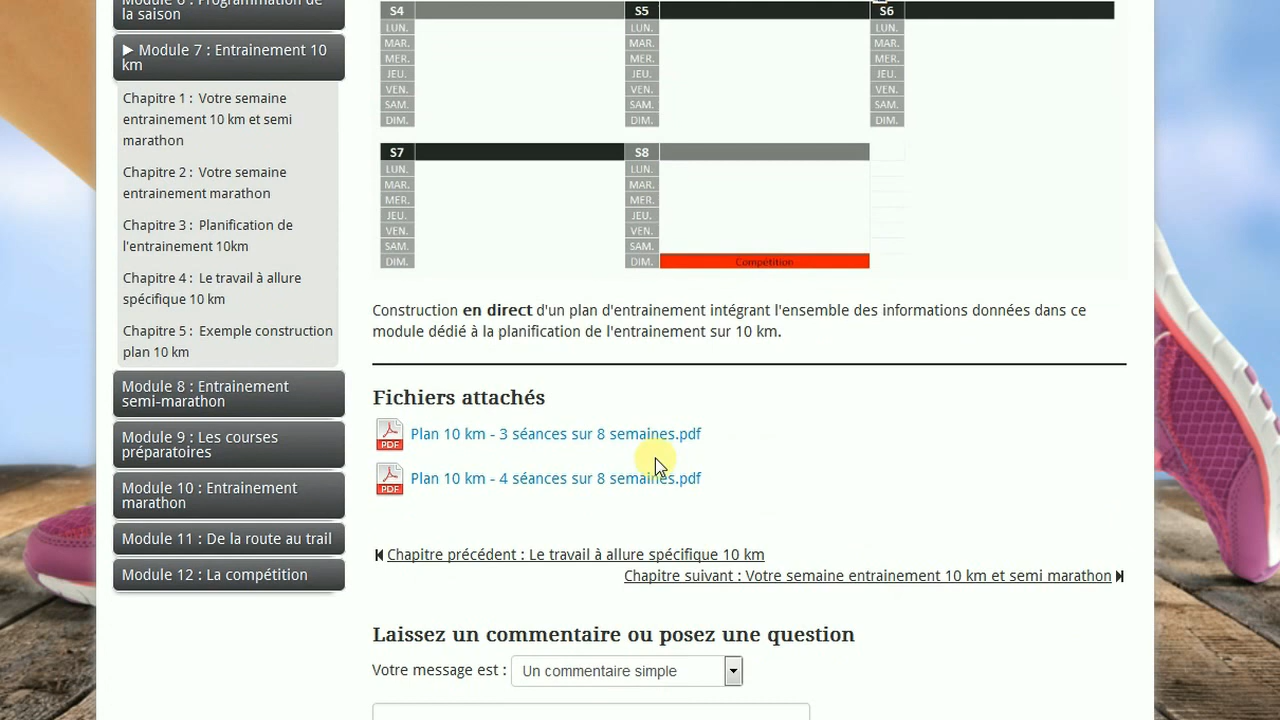 Module 6 : Programmation de
la saison
▶ Module 7 : Entrainement 10
km
Chapitre 1 : Votre semaine
entrainement 10 km et semi
marathon
Chapitre 2 : Votre semaine
entrainement marathon
Chapitre 3 : Planification de
l'entrainement 10km
Chapitre 4 : Le travail à allure
spécifique 10 km
Chapitre 5 : Exemple construction
plan 10 km
Module 8 : Entrainement
semi-marathon
Module 9 : Les courses
préparatoires
Module 10 : Entrainement
marathon
Module 11 : De la route au trail
Module 12 : La compétition
S4 S5 S6
LUN. LUN. LUN.
MAR. MAR. MAR.
MER. MER. MER.
JEU. JEU. JEU.
VEN. VEN. VEN.
SAM. SAM. SAM.
DIM. DIM. DIM.
S7 S8
LUN. LUN.
MAR. MAR.
MER. MER.
JEU. JEU.
VEN. VEN.
SAM. SAM.
DIM. DIM. Compétition
Construction en direct d'un plan d'entrainement intégrant l'ensemble des informations données dans ce
module dédié à la planification de l'entrainement sur 10 km.
Fichiers attachés
PDF Plan 10 km - 3 séances sur 8 semaines.pdf
PDF Plan 10 km - 4 séances sur 8 semaines.pdf
Chapitre précédent : Le travail à allure spécifique 10 km
Chapitre suivant : Votre semaine entrainement 10 km et semi marathon
Laissez un commentaire ou posez une question
Votre message est : Un commentaire simple